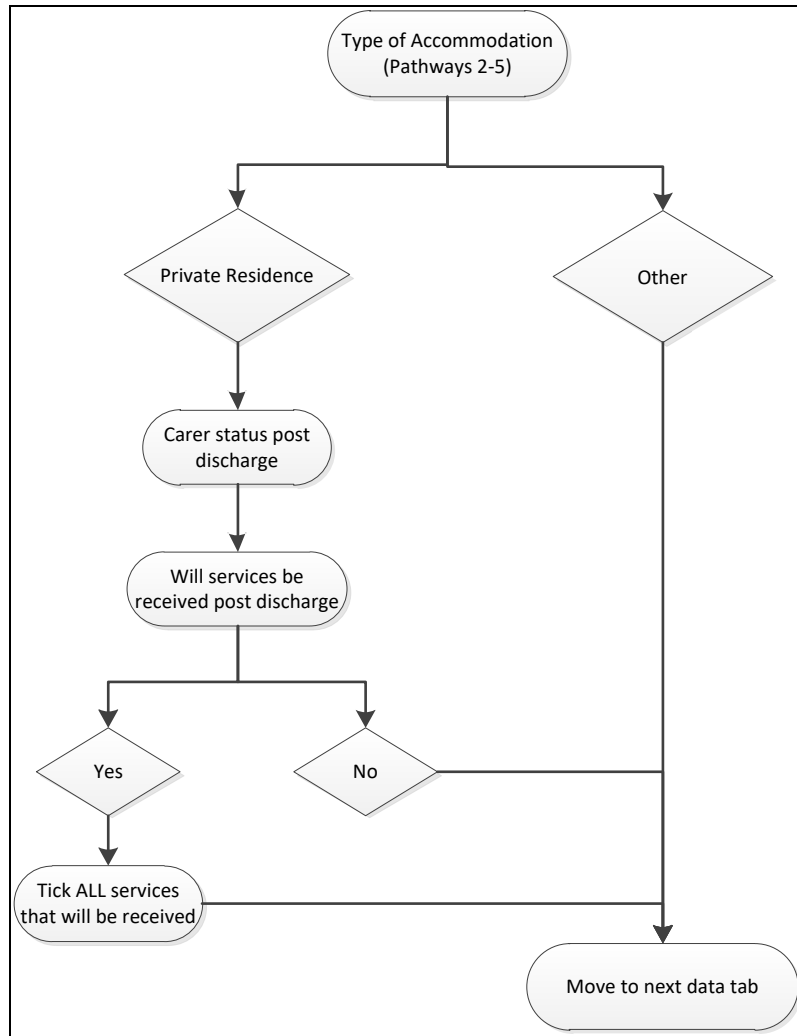 Type of Accommodation
(Pathways 2-5)
Private Residence
Other
Carer status post
discharge
Will services be
received post discharge
Yes
No
Tick ALL services
that will be received
Move to next data tab